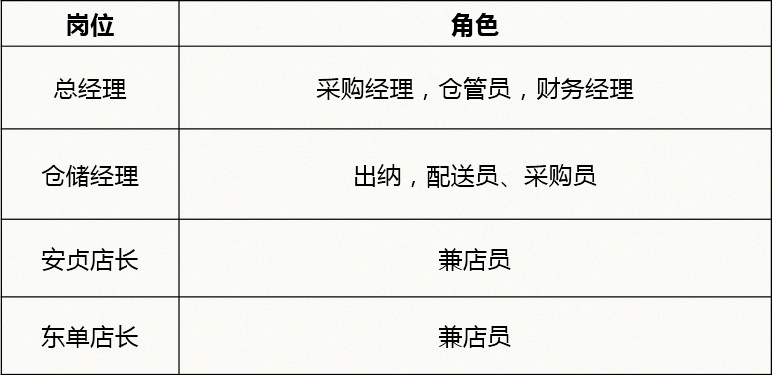 岗位 角色
总经理 采购经理，仓管员，财务经理
仓储经理 出纳，配送员、采购员
安贞店长 兼店员
东单店长 兼店员